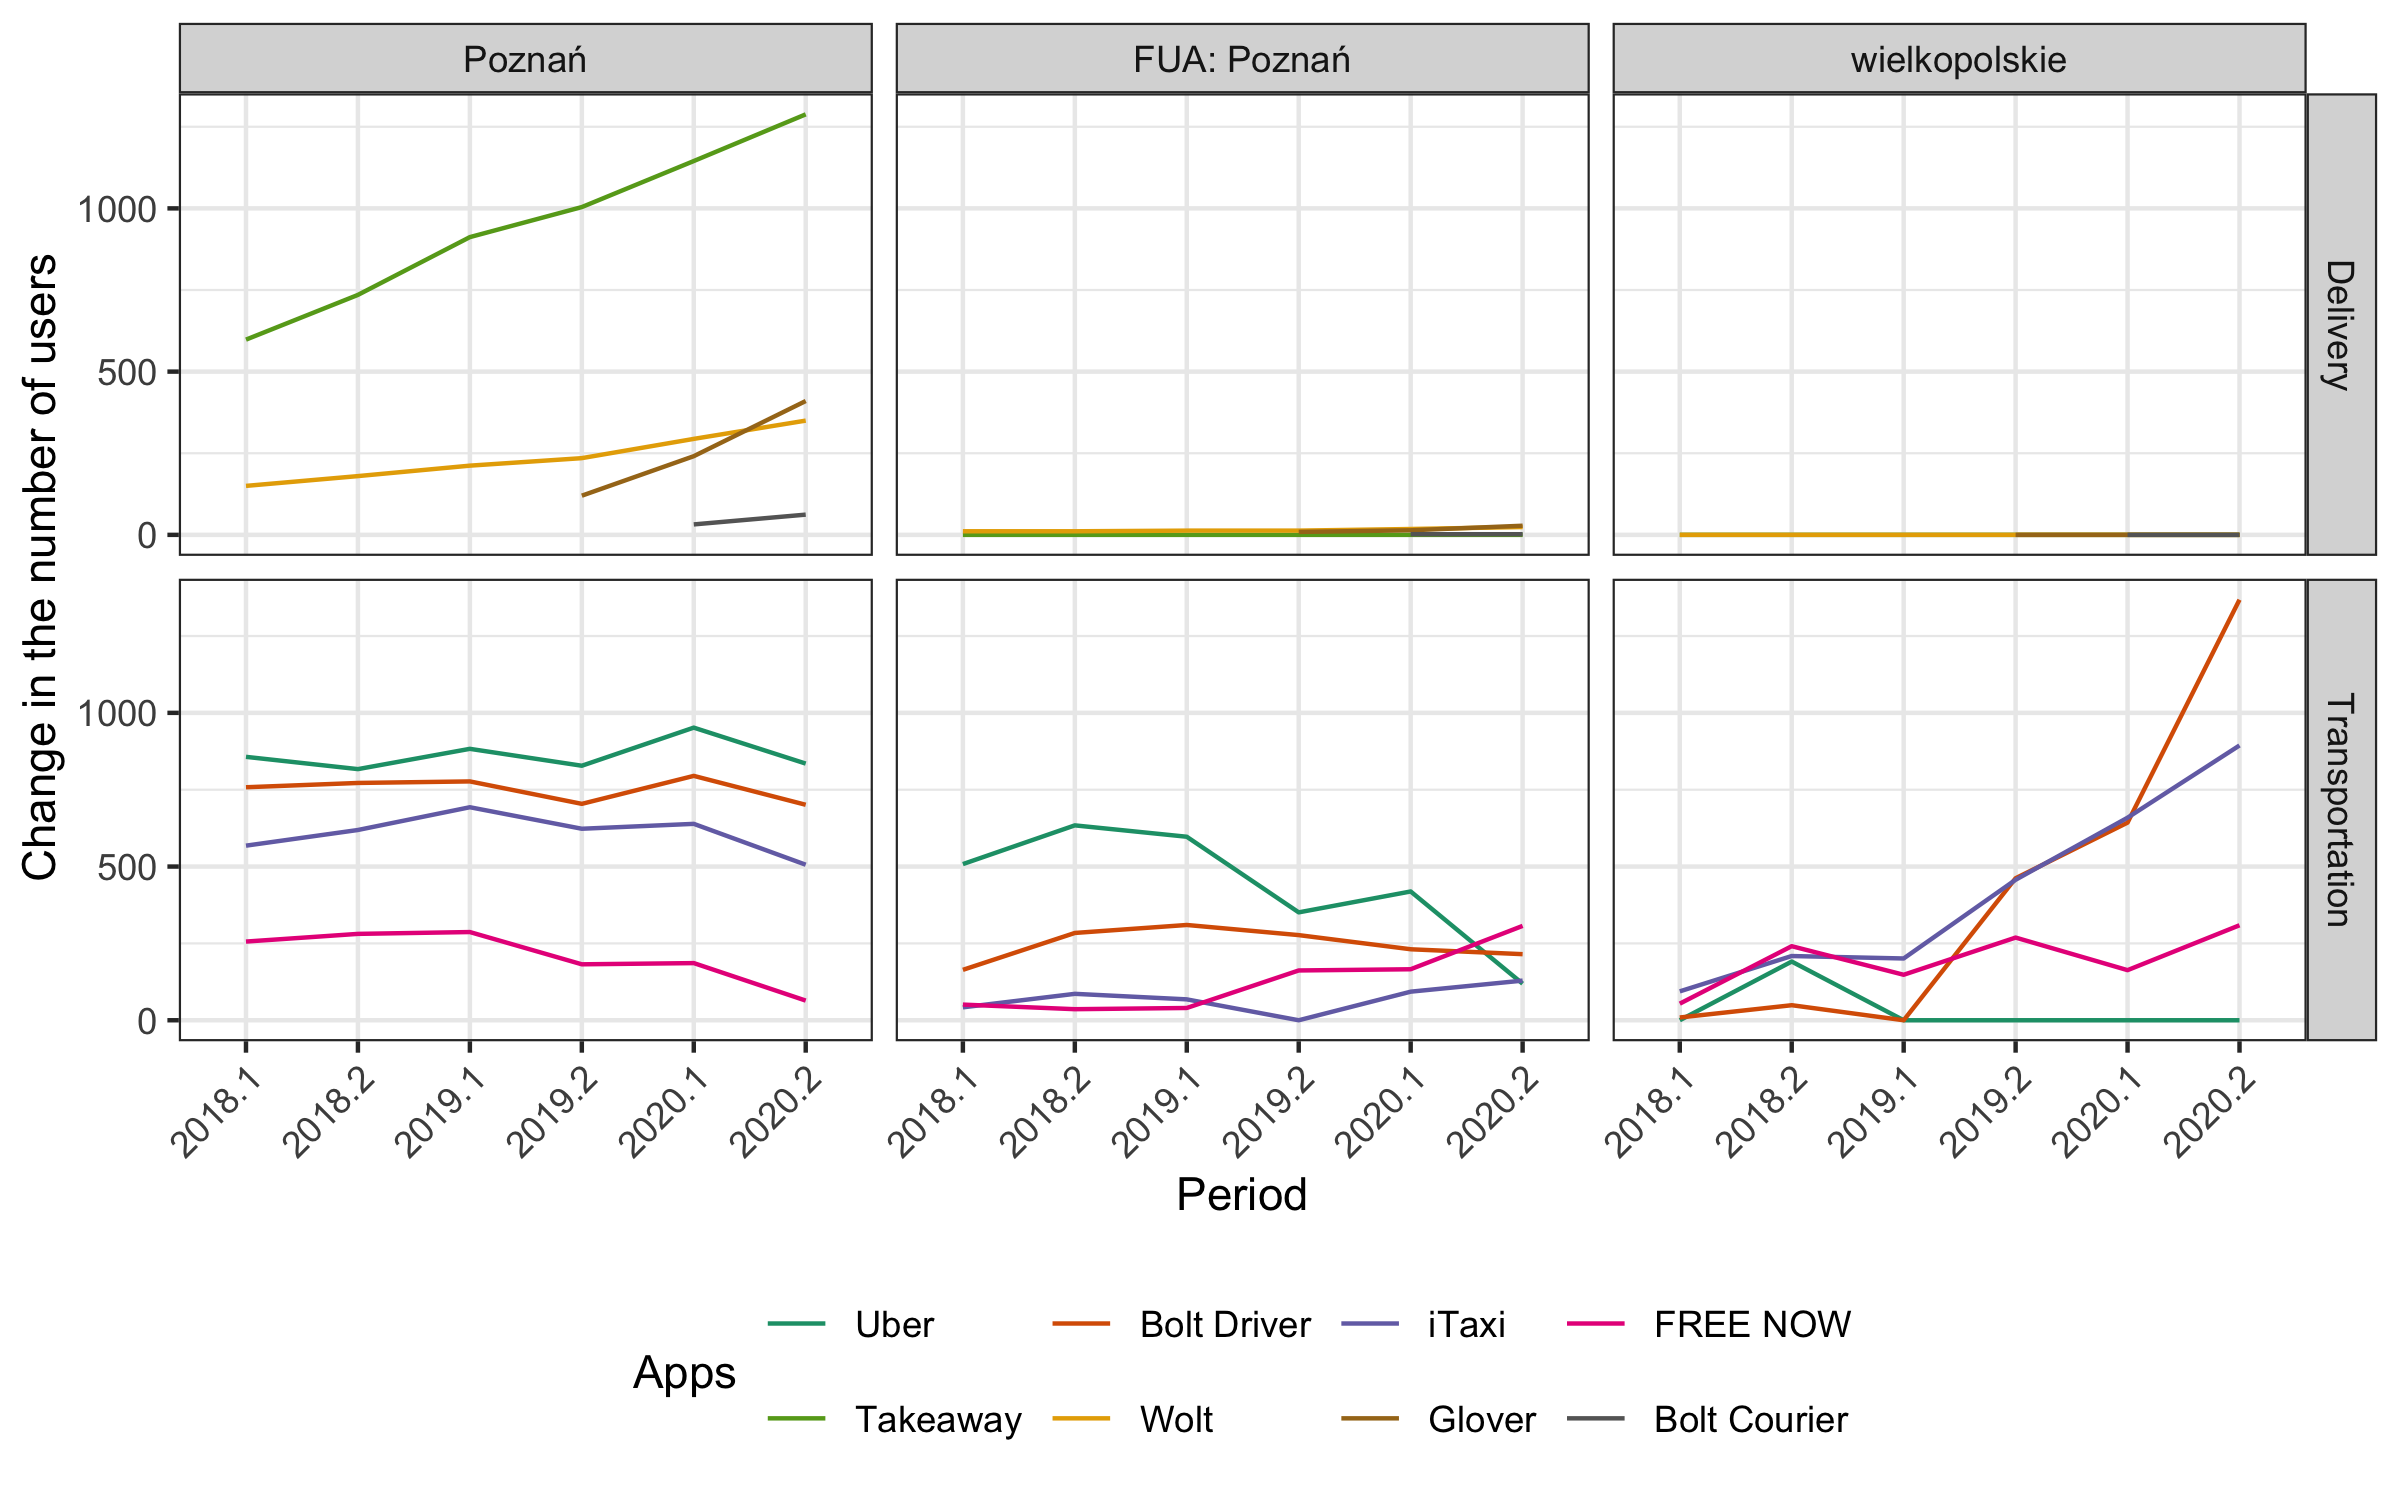 Poznań
FUA: Poznań
wielkopolskie
Change in the number of users
1000
500
0
Delivery
1000
500
0
Transportation
2018.1
2018.2
2019.1
2019.2
2020.1
2020.2
2018.1
2018.2
2019.1
2019.2
2020.1
2020.2
2018.1
2018.2
2019.1
2019.2
2020.1
2020.2
Period
Apps
Uber
Bolt Driver
iTaxi
FREE NOW
Takeaway
Wolt
Glover
Bolt Courier